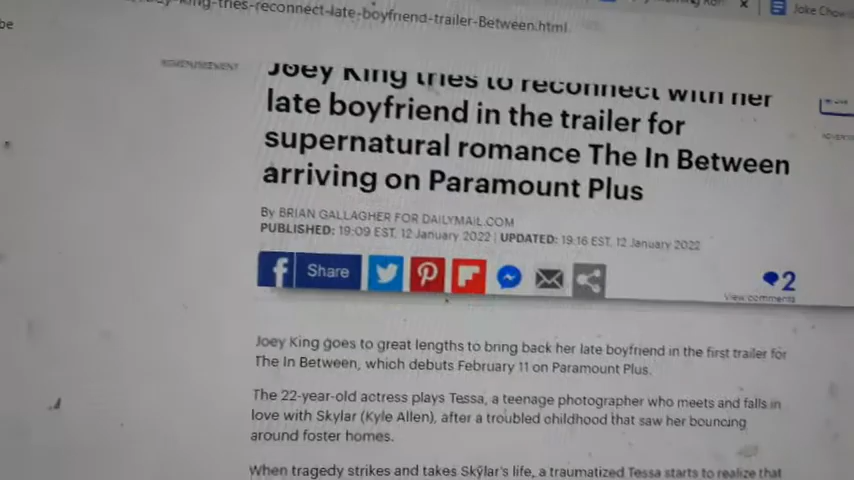 -king-tries-reconnect-late-boyfriend-trailer-Between.html
be
Joke Chow
ADVERTISEMENT
Joey King tries to reconnect with her
late boyfriend in the trailer for
supernatural romance The In Between
arriving on Paramount Plus
By BRIAN GALLAGHER FOR DAILYMAIL.COM
PUBLISHED: 19:09 EST, 12 January 2022 | UPDATED: 19:16 EST, 12 January 2022
Share
2
View comments
Joey King goes to great lengths to bring back her late boyfriend in the first trailer for
The In Between, which debuts February 11 on Paramount Plus.
The 22-year-old actress plays Tessa, a teenage photographer who meets and falls in
love with Skylar (Kyle Allen), after a troubled childhood that saw her bouncing
around foster homes.
When tragedy strikes and takes Skylar's life, a traumatized Tessa starts to realize that